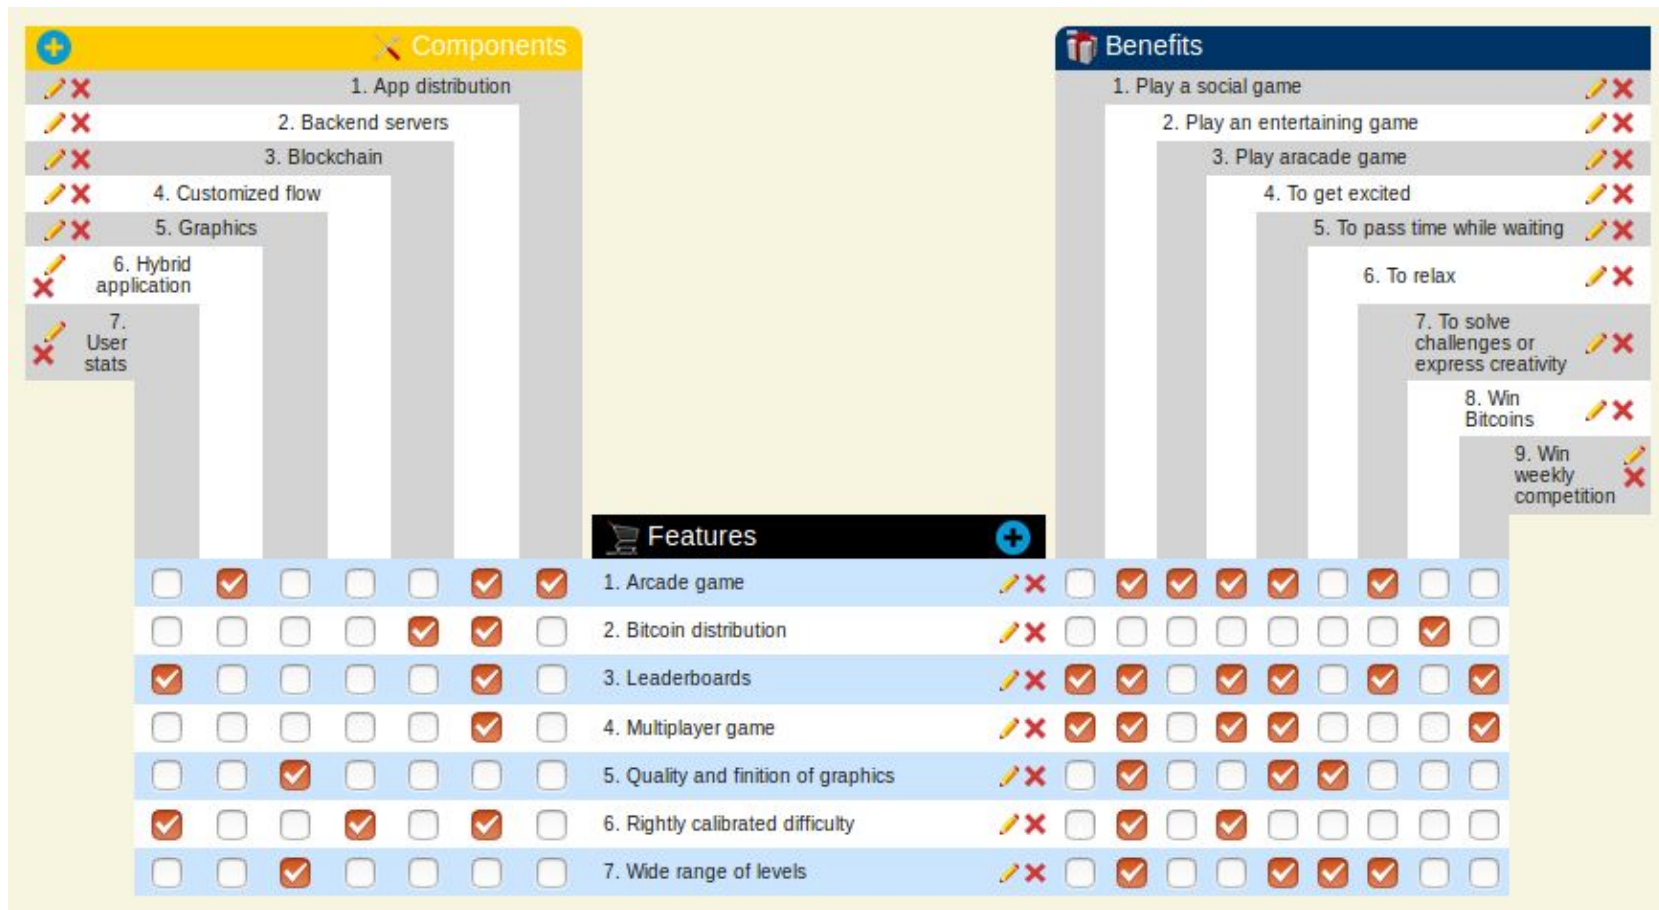 Components
1. App distribution
2. Backend servers
3. Blockchain
4. Customized flow
5. Graphics
6. Hybrid
application
7.
User
stats
Benefits
1. Play a social game
2. Play an entertaining game
3. Play aracade game
4. To get excited
5. To pass time while waiting
6. To relax
7. To solve
challenges or
express creativity
8. Win
Bitcoins
9. Win
weekly
competition
Features
1. Arcade game
2. Bitcoin distribution
3. Leaderboards
4. Multiplayer game
5. Quality and finition of graphics
6. Rightly calibrated difficulty
7. Wide range of levels